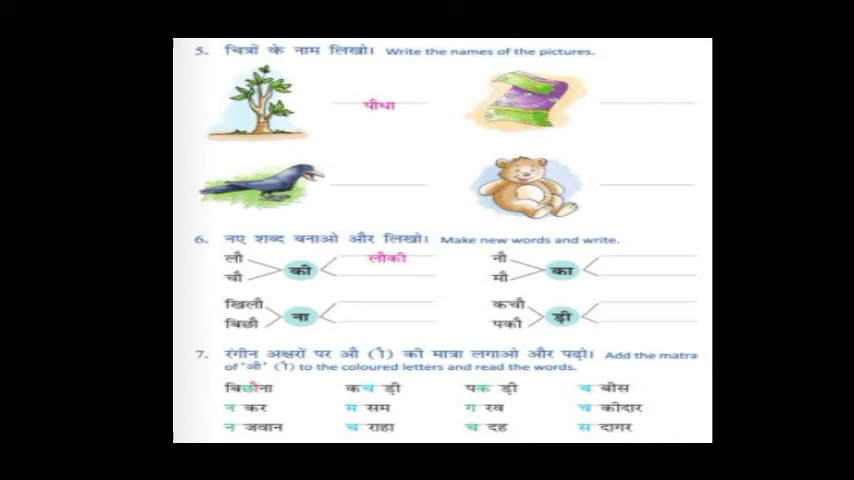 5. चित्रों के नाम लिखो। Write the names of the pictures.
पौधा
6. नए शब्द बनाओ और लिखो। Make new words and write.
लौ
चौ
की
लौकी
नौ
मौ
का
खिलौ
बिछौ
ना
कचौ
पकौ
ड़ी
7. रंगीन अक्षरों पर औ (ौ) की मात्रा लगाओ और पढ़ो। Add the matra
of 'औ' (ौ) to the coloured letters and read the words.
बिछौना कच ड़ी पक ड़ी च बीस
न कर म सम ग रव च कीदार
न जवान च राहा च दह स दागर